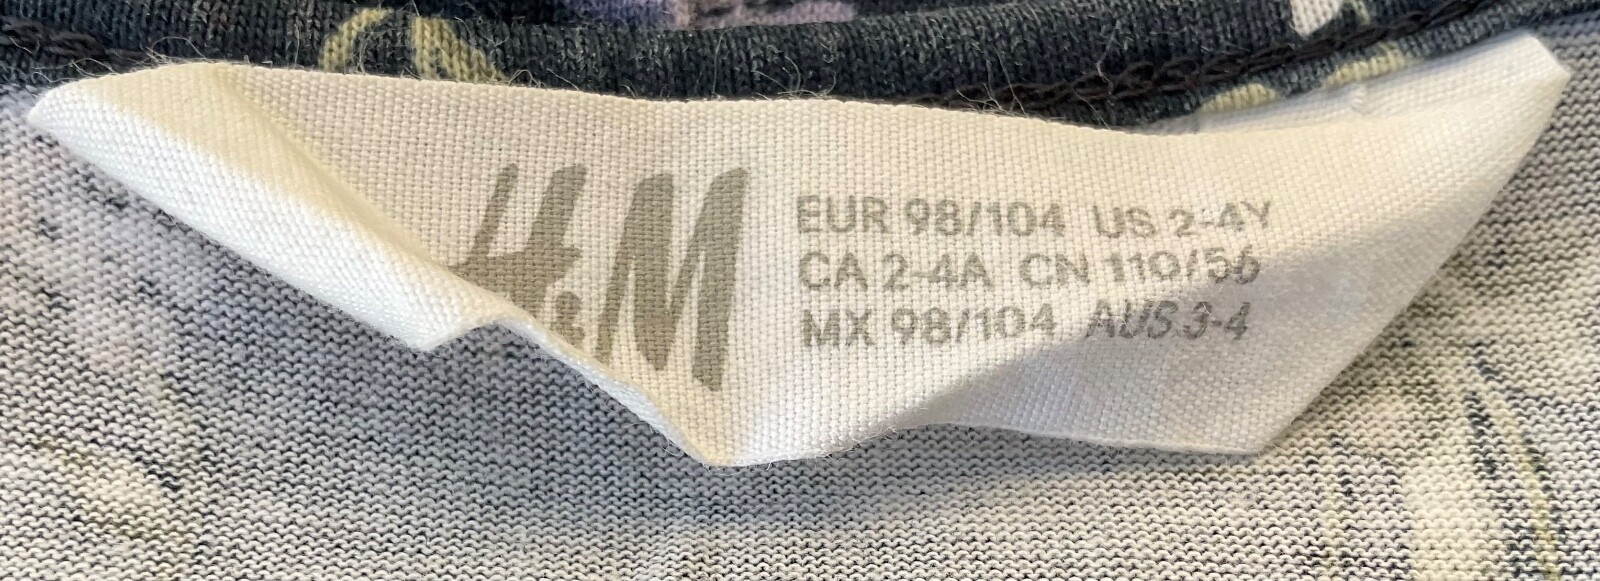 H&M
EUR 98/104 US 2-4Y
CA 2-4A CN 110/56
MX 98/104 AUS 3-4